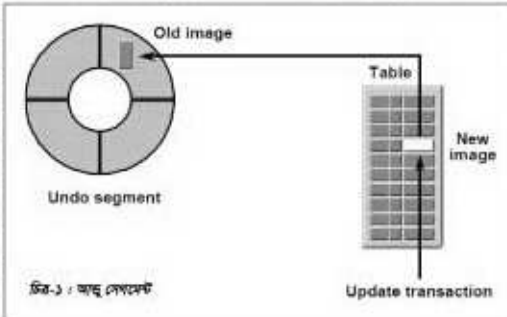 Old image
Table
New
image
Undo segment
চিত্র-১ : আন্ডু সেগমেন্ট
Update transaction